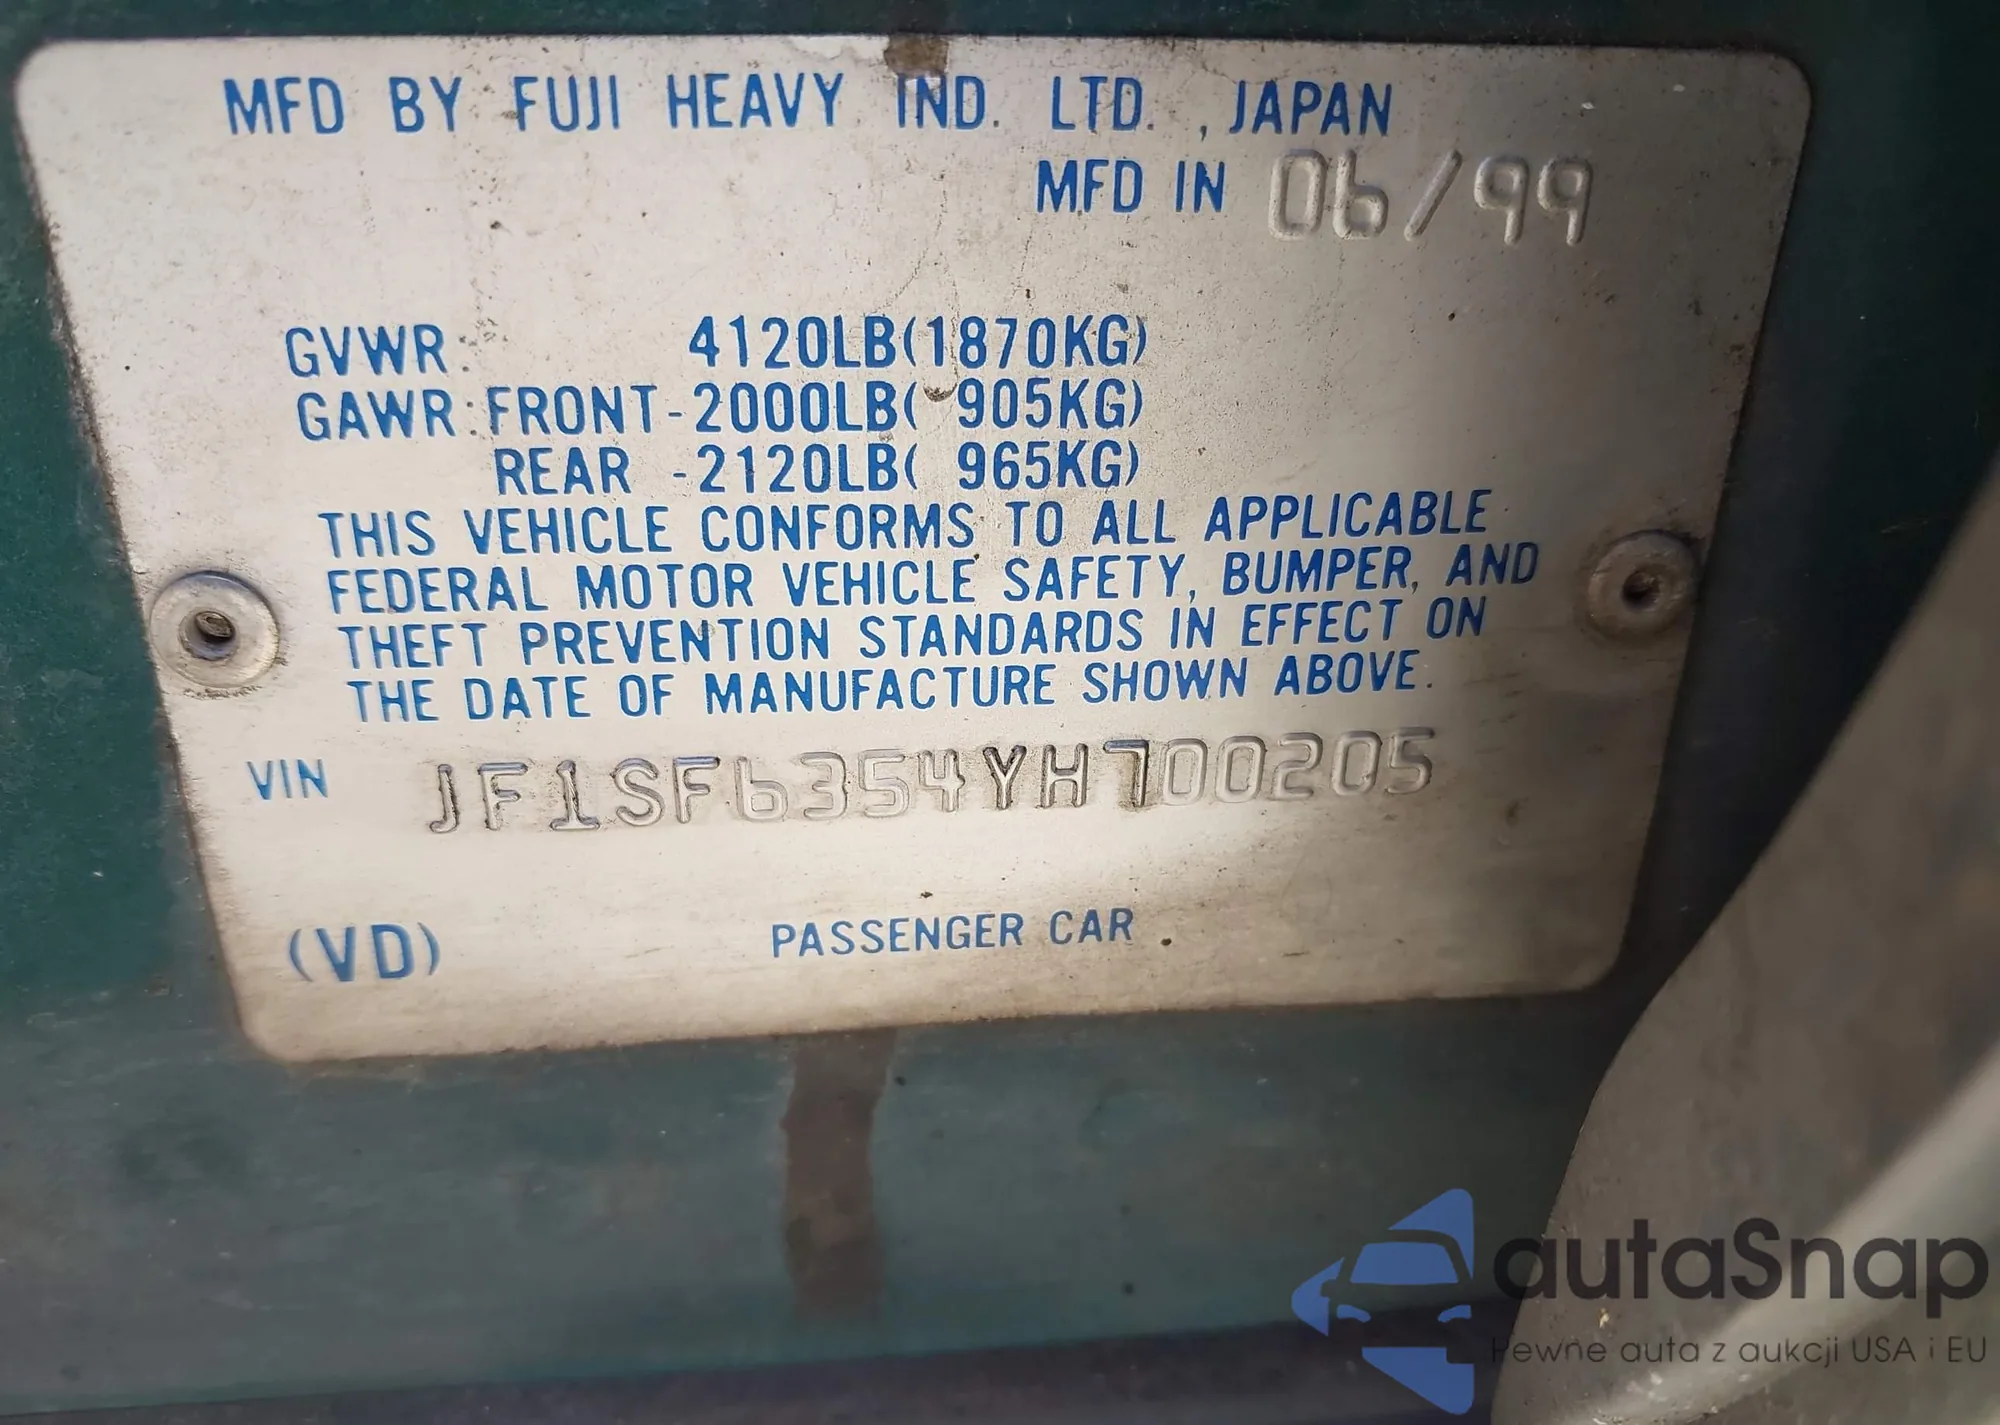 MFD BY FUJI HEAVY IND. LTD. , JAPAN
MFD IN 06/99
GVWR: 4120LB(1870KG)
GAWR:FRONT-2000LB( 905KG)
REAR -2120LB( 965KG)
THIS VEHICLE CONFORMS TO ALL APPLICABLE
FEDERAL MOTOR VEHICLE SAFETY, BUMPER, AND
THEFT PREVENTION STANDARDS IN EFFECT ON
THE DATE OF MANUFACTURE SHOWN ABOVE.
VIN JF1SF6354YH700205
(VD) PASSENGER CAR
autaSnap
Pewne auta z aukcji USA i EU